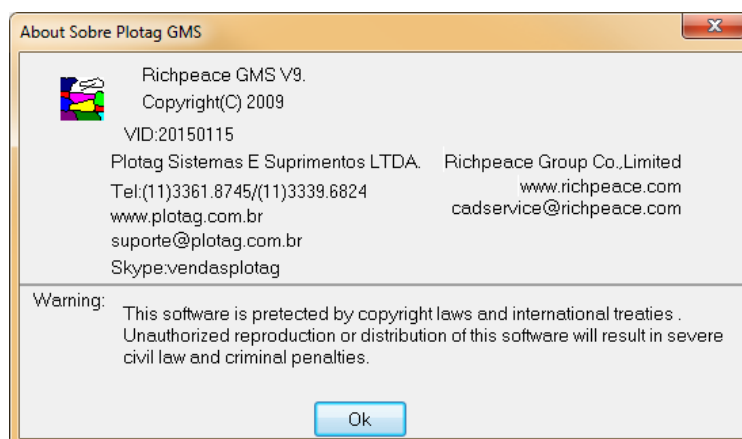 About Sobre Plotag GMS
Richpeace GMS V9.
Copyright(C) 2009
VID:20150115
Plotag Sistemas E Suprimentos LTDA.
Tel:(11)3361.8745/(11)3339.6824
www.plotag.com.br
suporte@plotag.com.br
Skype:vendasplotag
Richpeace Group Co.,Limited
www.richpeace.com
cadservice@richpeace.com
Warning:
This software is pretected by copyright laws and international treaties .
Unauthorized reproduction or distribution of this software will result in severe
civil law and criminal penalties.
Ok